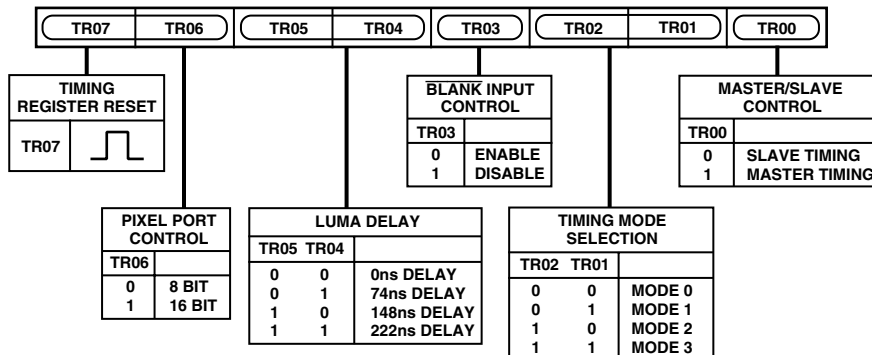 TR07 TR06 TR05 TR04 TR03 TR02 TR01 TR00
TIMING
REGISTER RESET
TR07
BLANK INPUT
CONTROL
TR03
0 ENABLE
1 DISABLE
MASTER/SLAVE
CONTROL
TR00
0 SLAVE TIMING
1 MASTER TIMING
PIXEL PORT
CONTROL
TR06
0 8 BIT
1 16 BIT
LUMA DELAY
TR05 TR04
0 0 0ns DELAY
0 1 74ns DELAY
1 0 148ns DELAY
1 1 222ns DELAY
TIMING MODE
SELECTION
TR02 TR01
0 0 MODE 0
0 1 MODE 1
1 0 MODE 2
1 1 MODE 3